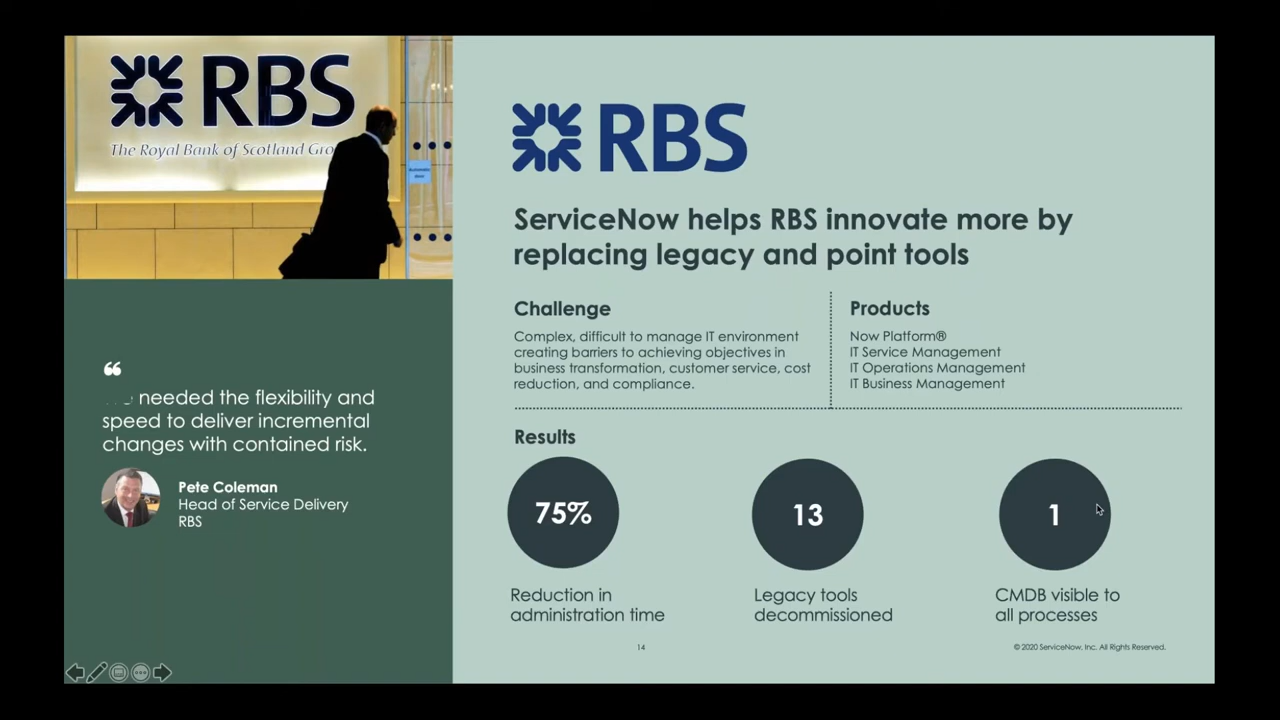 RBS
The Royal Bank of Scotland Gro
RBS
ServiceNow helps RBS innovate more by
replacing legacy and point tools
Challenge
Complex, difficult to manage IT environment
creating barriers to achieving objectives in
business transformation, customer service, cost
reduction, and compliance.
Products
Now Platform®
IT Service Management
IT Operations Management
IT Business Management
“
needed the flexibility and
speed to deliver incremental
changes with contained risk.
Pete Coleman
Head of Service Delivery
RBS
Results
75%
Reduction in
administration time
13
Legacy tools
decommissioned
1
CMDB visible to
all processes
14
© 2020 ServiceNow, Inc. All Rights Reserved.